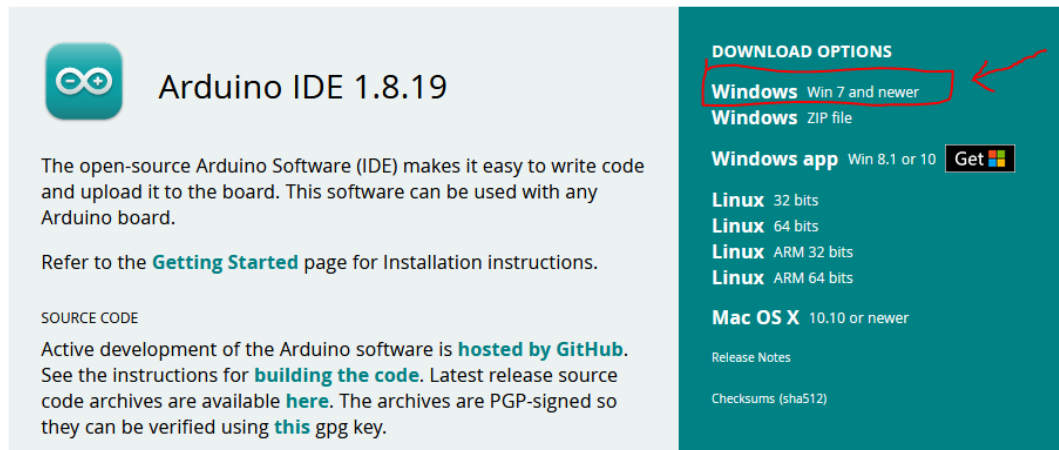 Arduino IDE 1.8.19
The open-source Arduino Software (IDE) makes it easy to write code
and upload it to the board. This software can be used with any
Arduino board.
Refer to the Getting Started page for Installation instructions.
SOURCE CODE
Active development of the Arduino software is hosted by GitHub.
See the instructions for building the code. Latest release source
code archives are available here. The archives are PGP-signed so
they can be verified using this gpg key.
DOWNLOAD OPTIONS
Windows Win 7 and newer
Windows ZIP file
Windows app Win 8.1 or 10 Get
Linux 32 bits
Linux 64 bits
Linux ARM 32 bits
Linux ARM 64 bits
Mac OS X 10.10 or newer
Release Notes
Checksums (sha512)